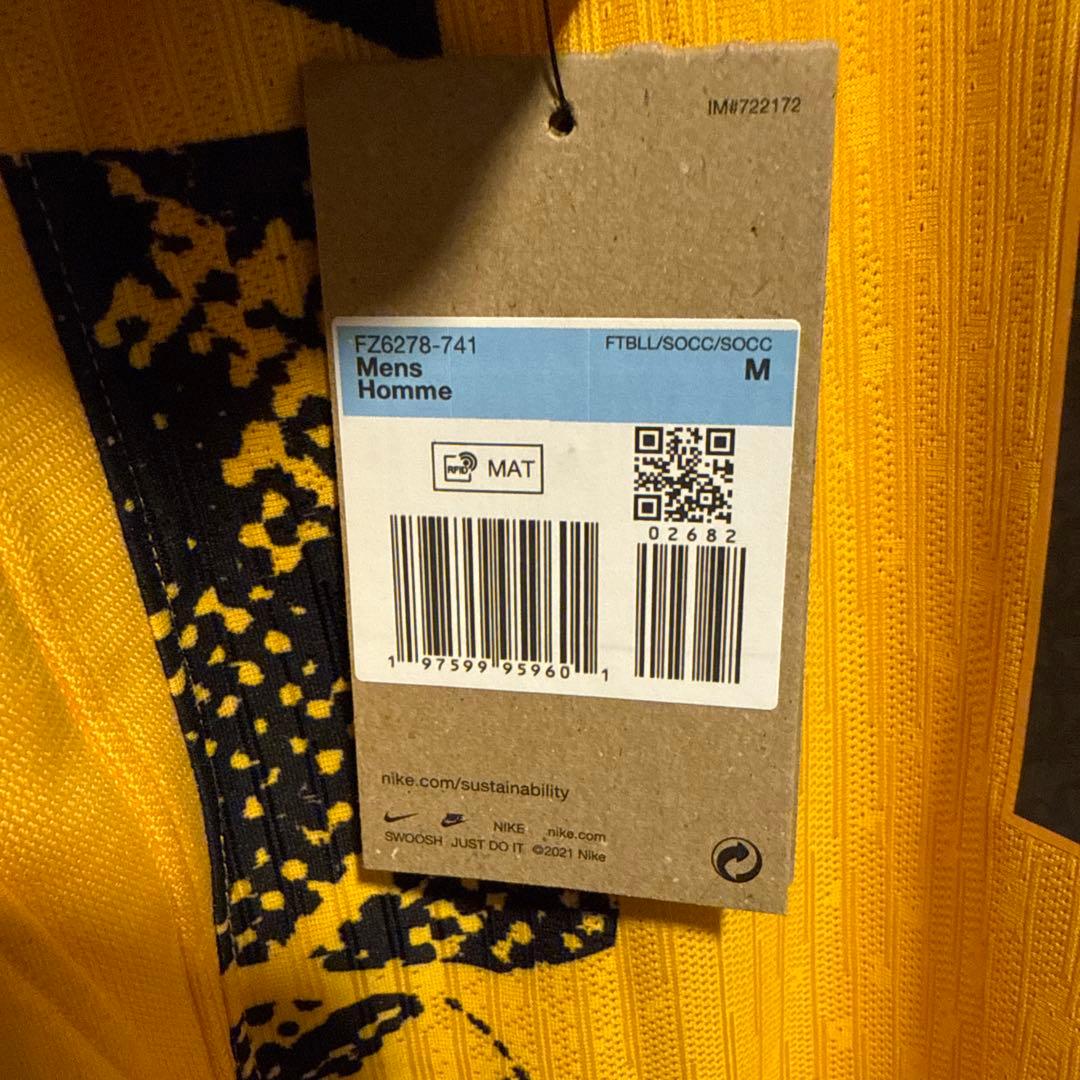 IM#722172
FZ6278-741
FTBLL/SOCC/SOCC
Mens
M
Homme
RFID MAT
02682
1 97599 95960 1
nike.com/sustainability
NIKE nike.com
SWOOSH JUST DO IT ©2021 Nike